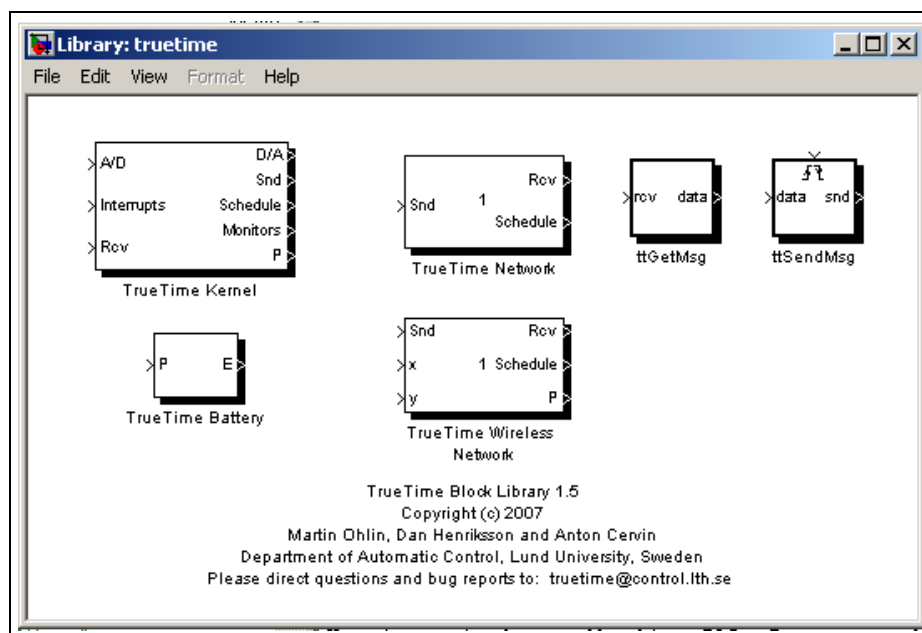 Library: truetime
File Edit View Format Help
A/D D/A
Snd
Interrupts Schedule
Monitors
Rcv P
TrueTime Kernel
Snd 1 Rcv
Schedule
TrueTime Network
rcv data
ttGetMsg
data snd
ttSendMsg
P E
TrueTime Battery
Snd Rcv
x 1 Schedule
y P
TrueTime Wireless
Network
TrueTime Block Library 1.5
Copyright (c) 2007
Martin Ohlin, Dan Henriksson and Anton Cervin
Department of Automatic Control, Lund University, Sweden
Please direct questions and bug reports to: truetime@control.lth.se